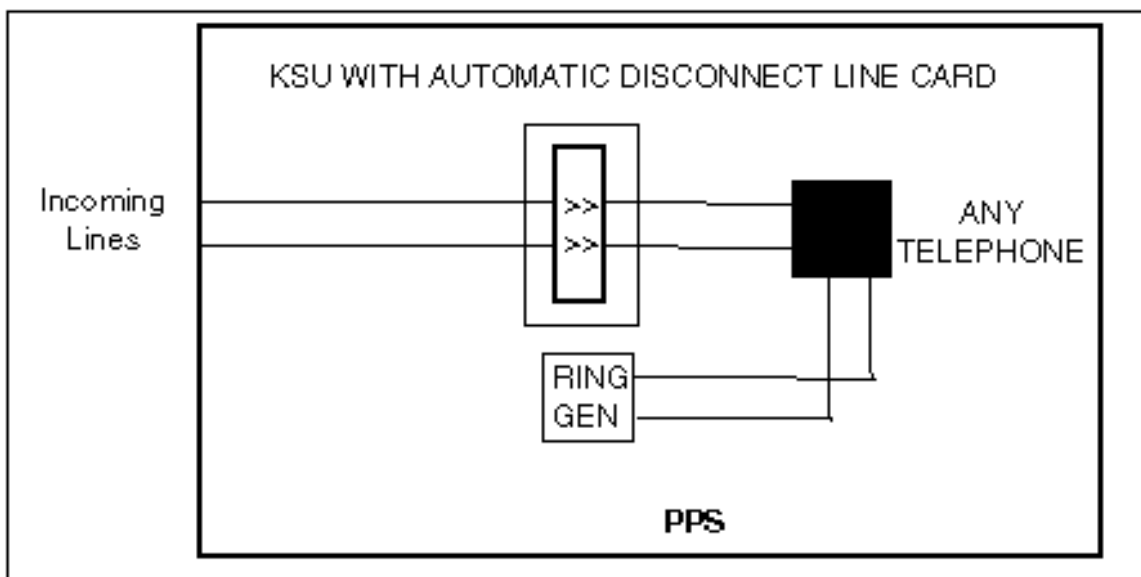 KSU WITH AUTOMATIC DISCONNECT LINE CARD
Incoming
Lines
>>
>>
ANY
TELEPHONE
RING
GEN
PPS